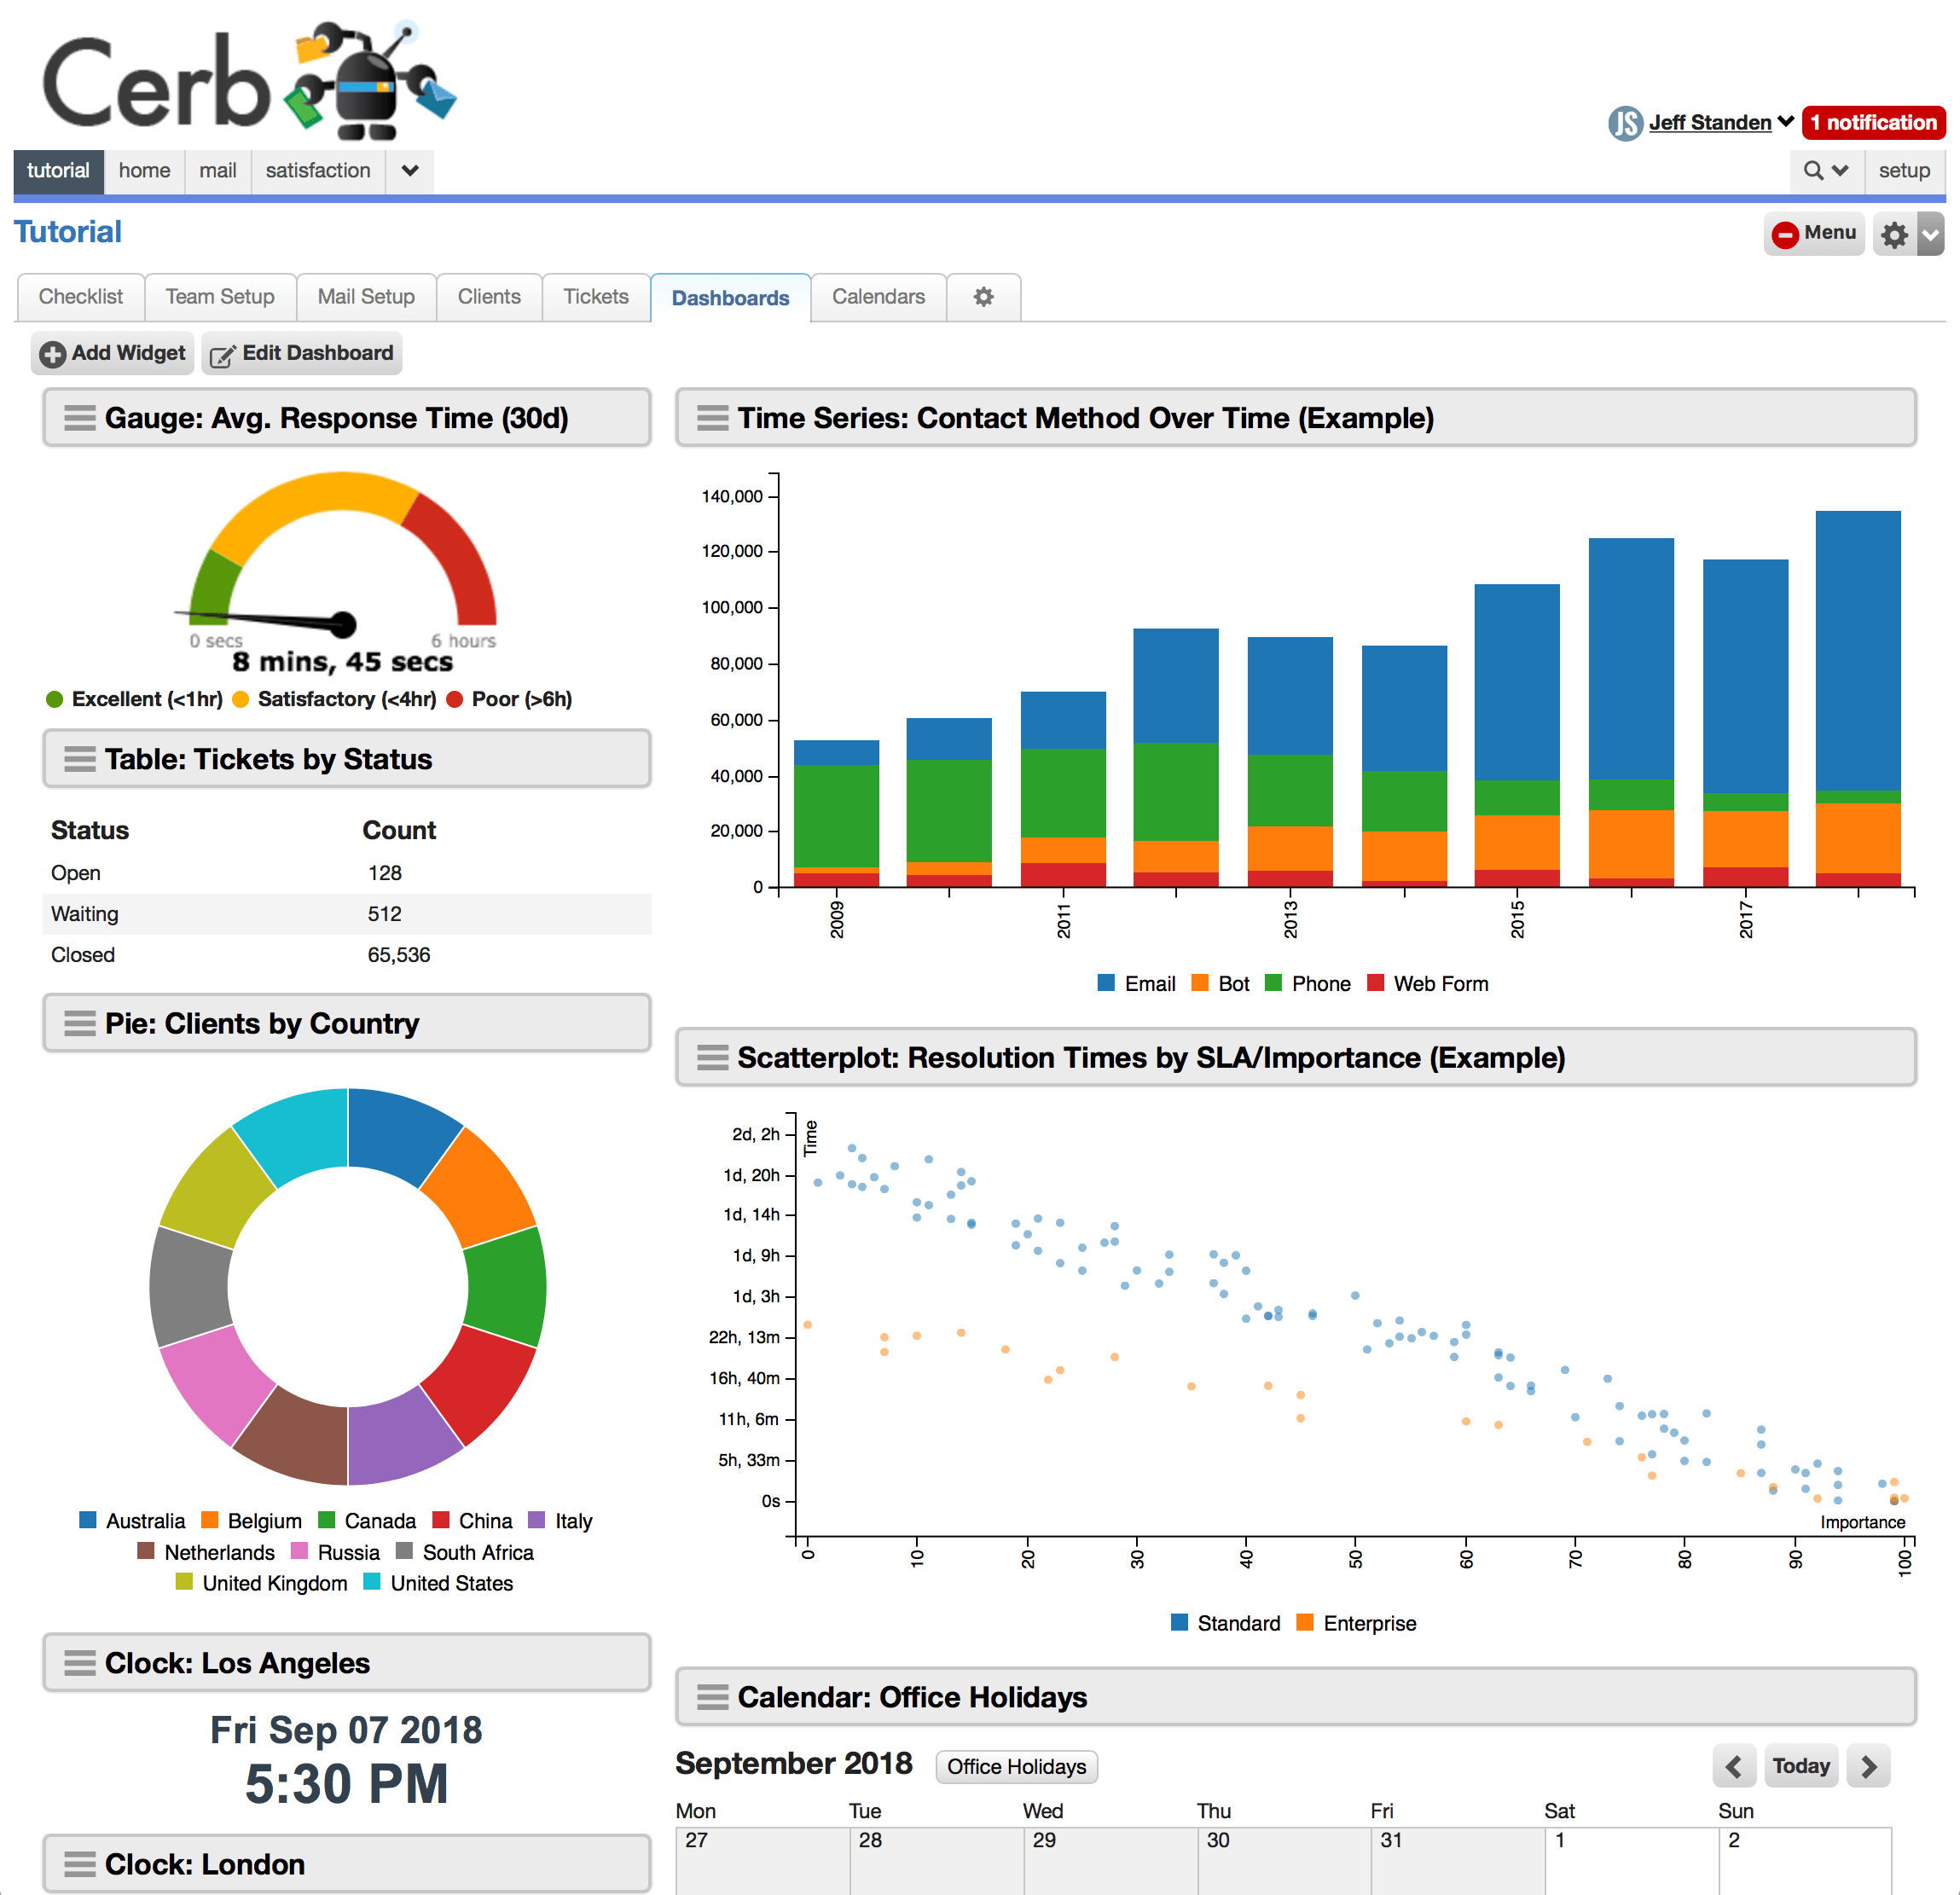 Cerb
JS Jeff Standen 1 notification
tutorial home mail satisfaction setup
Tutorial
Menu
Checklist Team Setup Mail Setup Clients Tickets Dashboards Calendars
Add Widget Edit Dashboard
Gauge: Avg. Response Time (30d)
0 secs 6 hours
8 mins, 45 secs
Excellent (<1hr) Satisfactory (<4hr) Poor (>6h)
Table: Tickets by Status
Status Count
Open 128
Waiting 512
Closed 65,536
Pie: Clients by Country
Australia Belgium Canada China Italy
Netherlands Russia South Africa
United Kingdom United States
Clock: Los Angeles
Fri Sep 07 2018
5:30 PM
Clock: London
Time Series: Contact Method Over Time (Example)
140,000
120,000
100,000
80,000
60,000
40,000
20,000
0
2009 2011 2013 2015 2017
Email Bot Phone Web Form
Scatterplot: Resolution Times by SLA/Importance (Example)
Time
2d, 2h
1d, 20h
1d, 14h
1d, 9h
1d, 3h
22h, 13m
16h, 40m
11h, 6m
5h, 33m
0s
Importance
0 10 20 30 40 50 60 70 80 90 100
Standard Enterprise
Calendar: Office Holidays
September 2018 Office Holidays Today
Mon Tue Wed Thu Fri Sat Sun
27 28 29 30 31 1 2